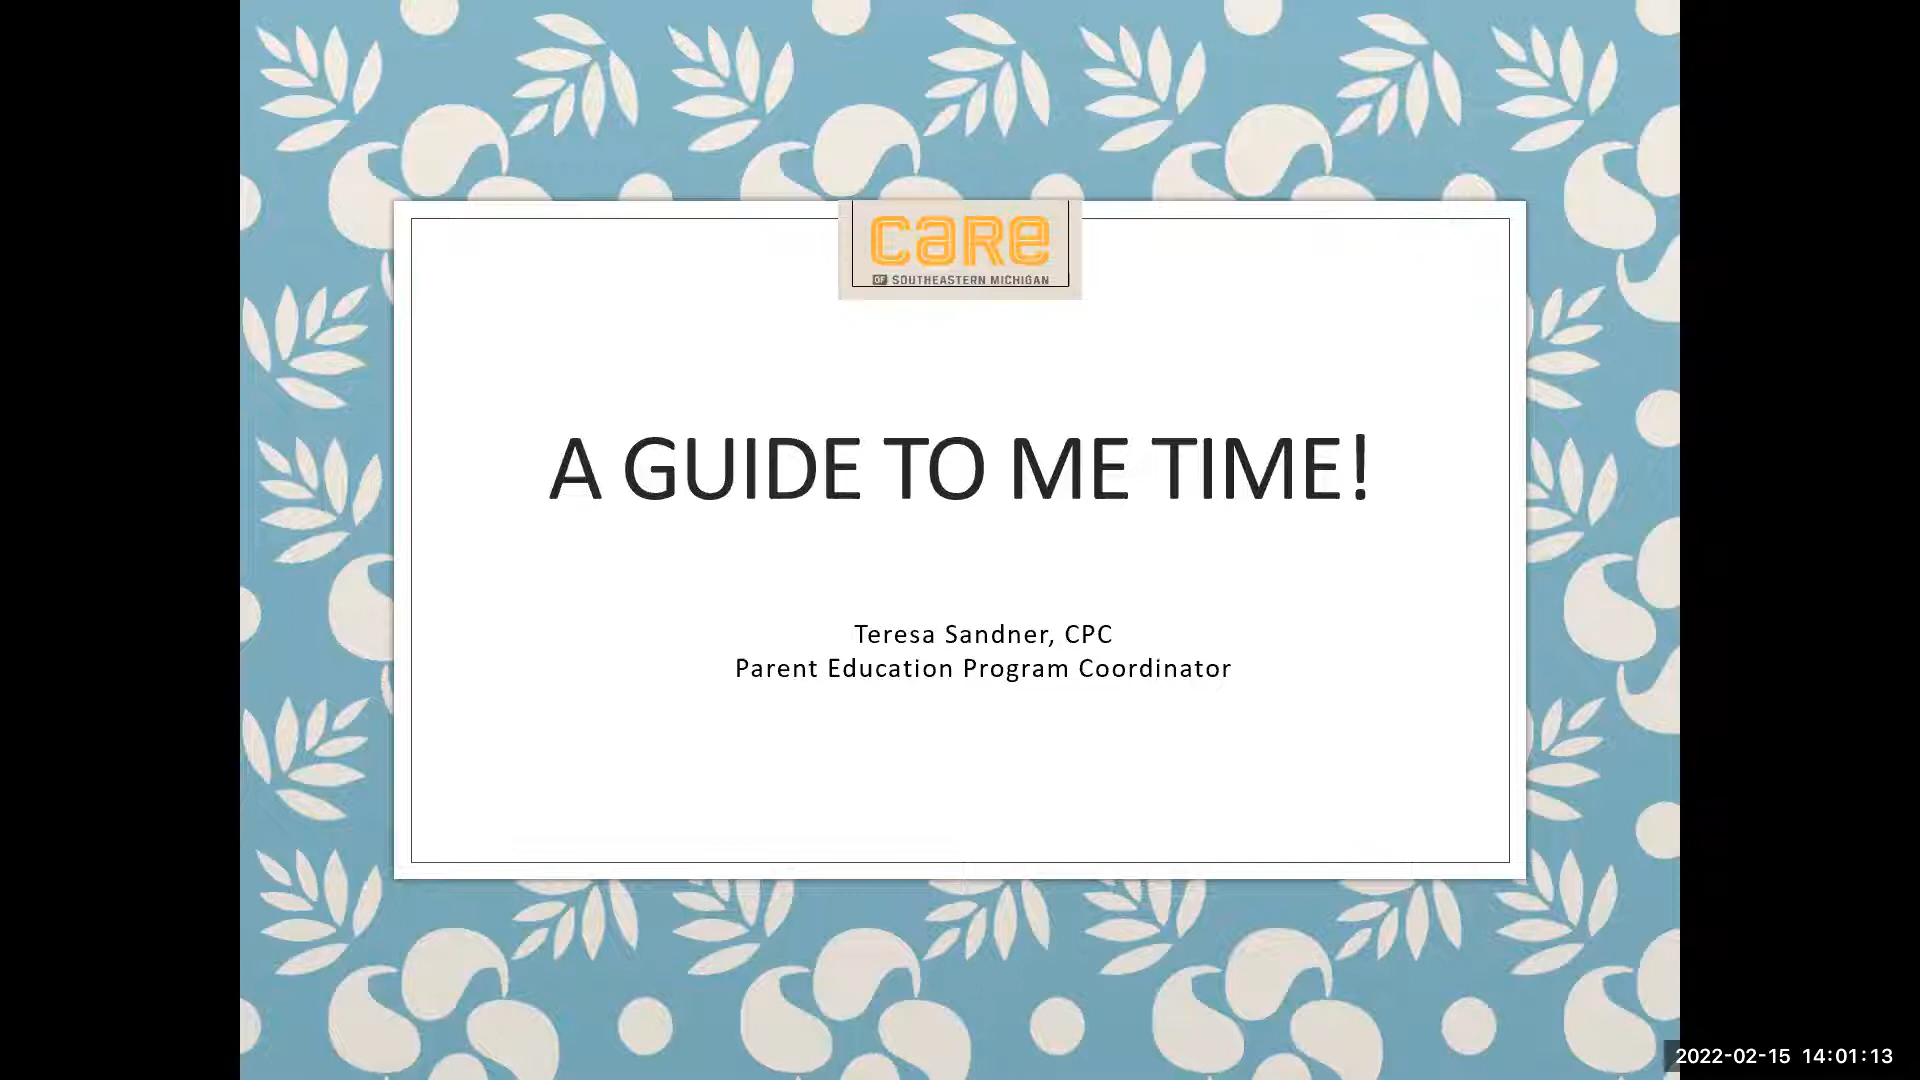 care
OF SOUTHEASTERN MICHIGAN
A GUIDE TO ME TIME!
Teresa Sandner, CPC
Parent Education Program Coordinator
2022-02-15 14:01:13